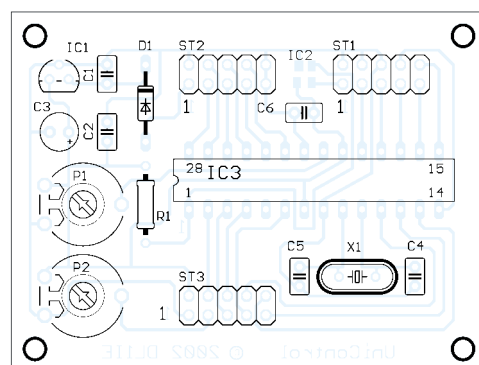 IC1
D1
ST2
IC2
ST1
C1
C3
C2
1
C6
1
28
IC3
15
P1
1
14
R1
C5
X1
C4
P2
ST3
1
UniControl © 2002 DL1IE